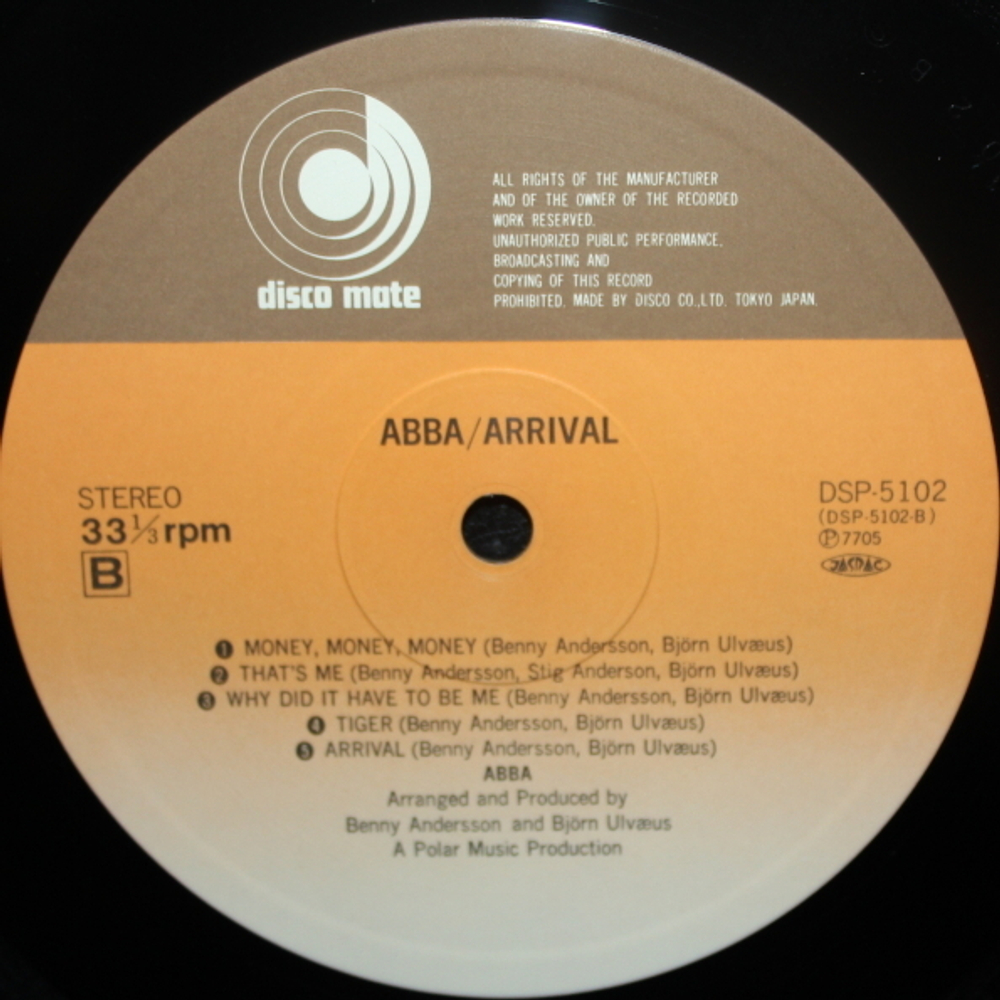 disco mate
ALL RIGHTS OF THE MANUFACTURER
AND OF THE OWNER OF THE RECORDED
WORK RESERVED.
UNAUTHORIZED PUBLIC PERFORMANCE,
BROADCASTING AND
COPYING OF THIS RECORD
PROHIBITED. MADE BY DISCO CO.,LTD. TOKYO JAPAN.
ABBA/ARRIVAL
STEREO
33 1/3 rpm
B
DSP-5102
(DSP-5102-B)
Ⓟ7705
JASRAC
❶ MONEY, MONEY, MONEY (Benny Andersson, Björn Ulvæus)
❷ THAT'S ME (Benny Andersson, Stig Anderson, Björn Ulvæus)
❸ WHY DID IT HAVE TO BE ME (Benny Andersson, Björn Ulvæus)
❹ TIGER (Benny Andersson, Björn Ulvæus)
❺ ARRIVAL (Benny Andersson, Björn Ulvæus)
ABBA
Arranged and Produced by
Benny Andersson and Björn Ulvæus
A Polar Music Production